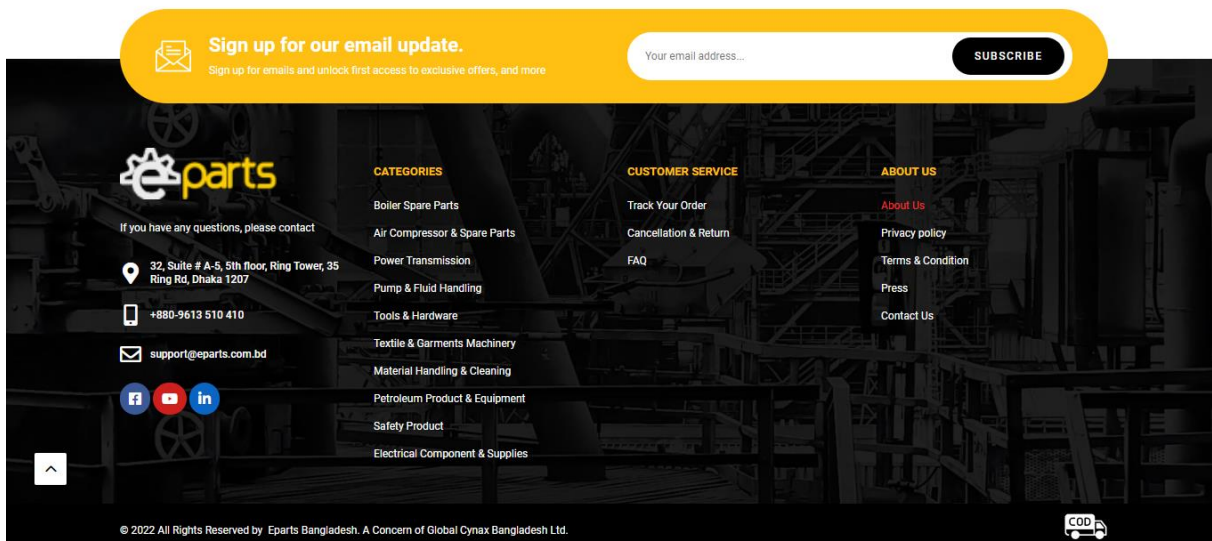 Sign up for our email update.
Sign up for emails and unlock first access to exclusive offers, and more
Your email address...
SUBSCRIBE
eparts
If you have any questions, please contact
32, Suite # A-5, 5th floor, Ring Tower, 35
Ring Rd, Dhaka 1207
+880-9613 510 410
support@eparts.com.bd
in
CATEGORIES
Boiler Spare Parts
Air Compressor & Spare Parts
Power Transmission
Pump & Fluid Handling
Tools & Hardware
Textile & Garments Machinery
Material Handling & Cleaning
Petroleum Product & Equipment
Safety Product
Electrical Component & Supplies
CUSTOMER SERVICE
Track Your Order
Cancellation & Return
FAQ
ABOUT US
About Us
Privacy policy
Terms & Condition
Press
Contact Us
© 2022 All Rights Reserved by Eparts Bangladesh. A Concern of Global Cynax Bangladesh Ltd.
COD